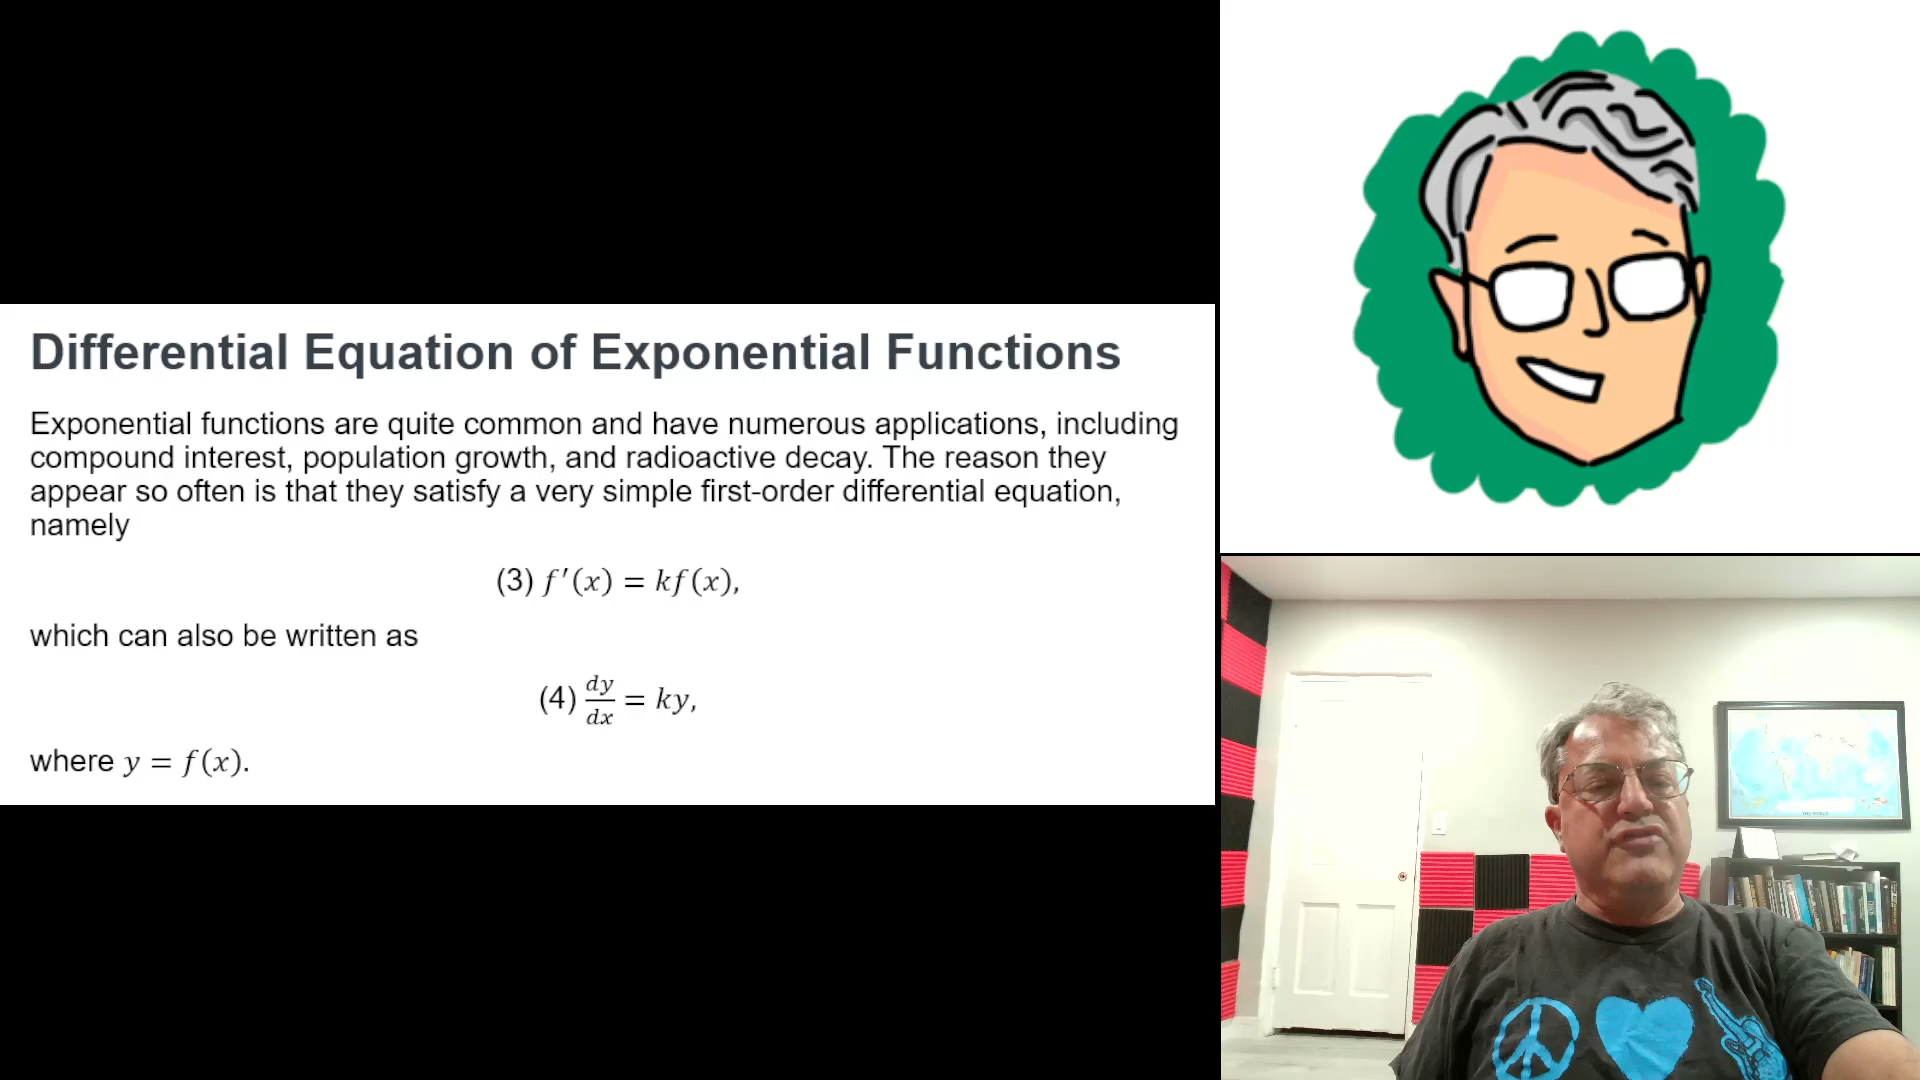 Differential Equation of Exponential Functions
Exponential functions are quite common and have numerous applications, including
compound interest, population growth, and radioactive decay. The reason they
appear so often is that they satisfy a very simple first-order differential equation,
namely
(3) f′(x) = kf(x),
which can also be written as
(4) dy/dx = ky,
where y = f(x).
THE WORLD